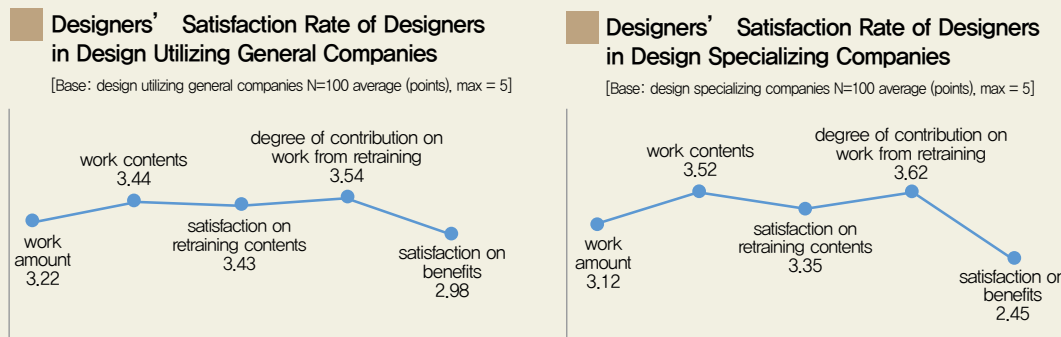 Designers' Satisfaction Rate of Designers
in Design Utilizing General Companies
[Base: design utilizing general companies N=100 average (points), max = 5]
work contents
3.44
degree of contribution on
work from retraining
3.54
work
amount
3.22
satisfaction on
retraining contents
3.43
satisfaction on
benefits
2.98
Designers' Satisfaction Rate of Designers
in Design Specializing Companies
[Base: design specializing companies N=100 average (points), max = 5]
work contents
3.52
degree of contribution on
work from retraining
3.62
work
amount
3.12
satisfaction on
retraining contents
3.35
satisfaction on
benefits
2.45